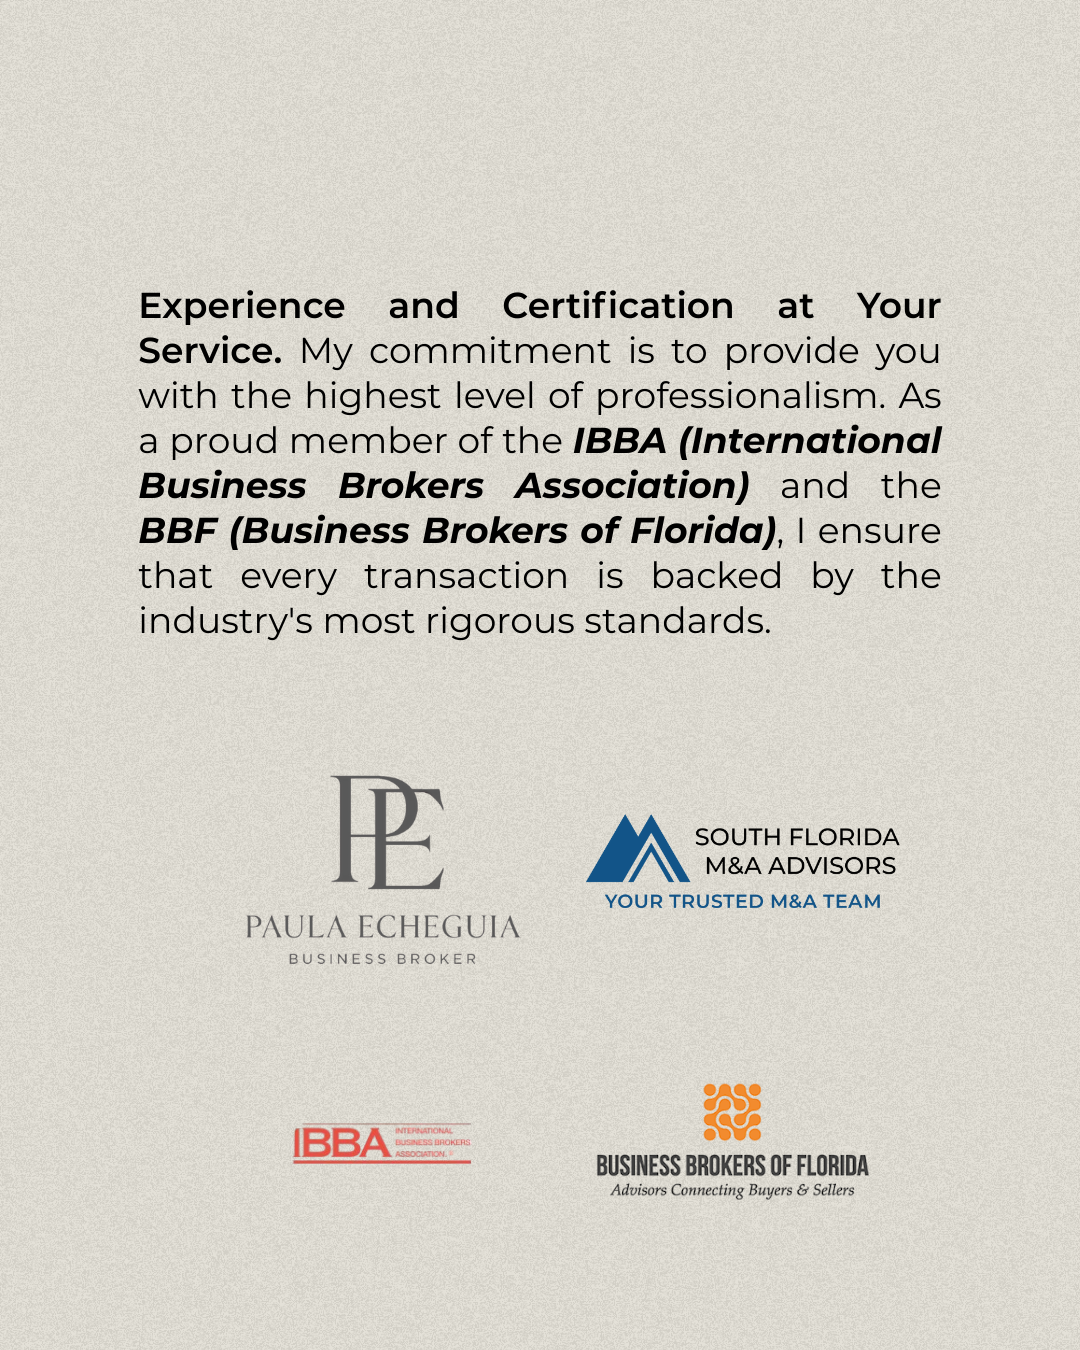 Experience and Certification at Your
Service. My commitment is to provide you
with the highest level of professionalism. As
a proud member of the IBBA (International
Business Brokers Association) and the
BBF (Business Brokers of Florida), I ensure
that every transaction is backed by the
industry's most rigorous standards.
PE
PAULA ECHEGUIA
BUSINESS BROKER
SOUTH FLORIDA
M&A ADVISORS
YOUR TRUSTED M&A TEAM
IBBA
INTERNATIONAL
BUSINESS BROKERS
ASSOCIATION.
BUSINESS BROKERS OF FLORIDA
Advisors Connecting Buyers & Sellers